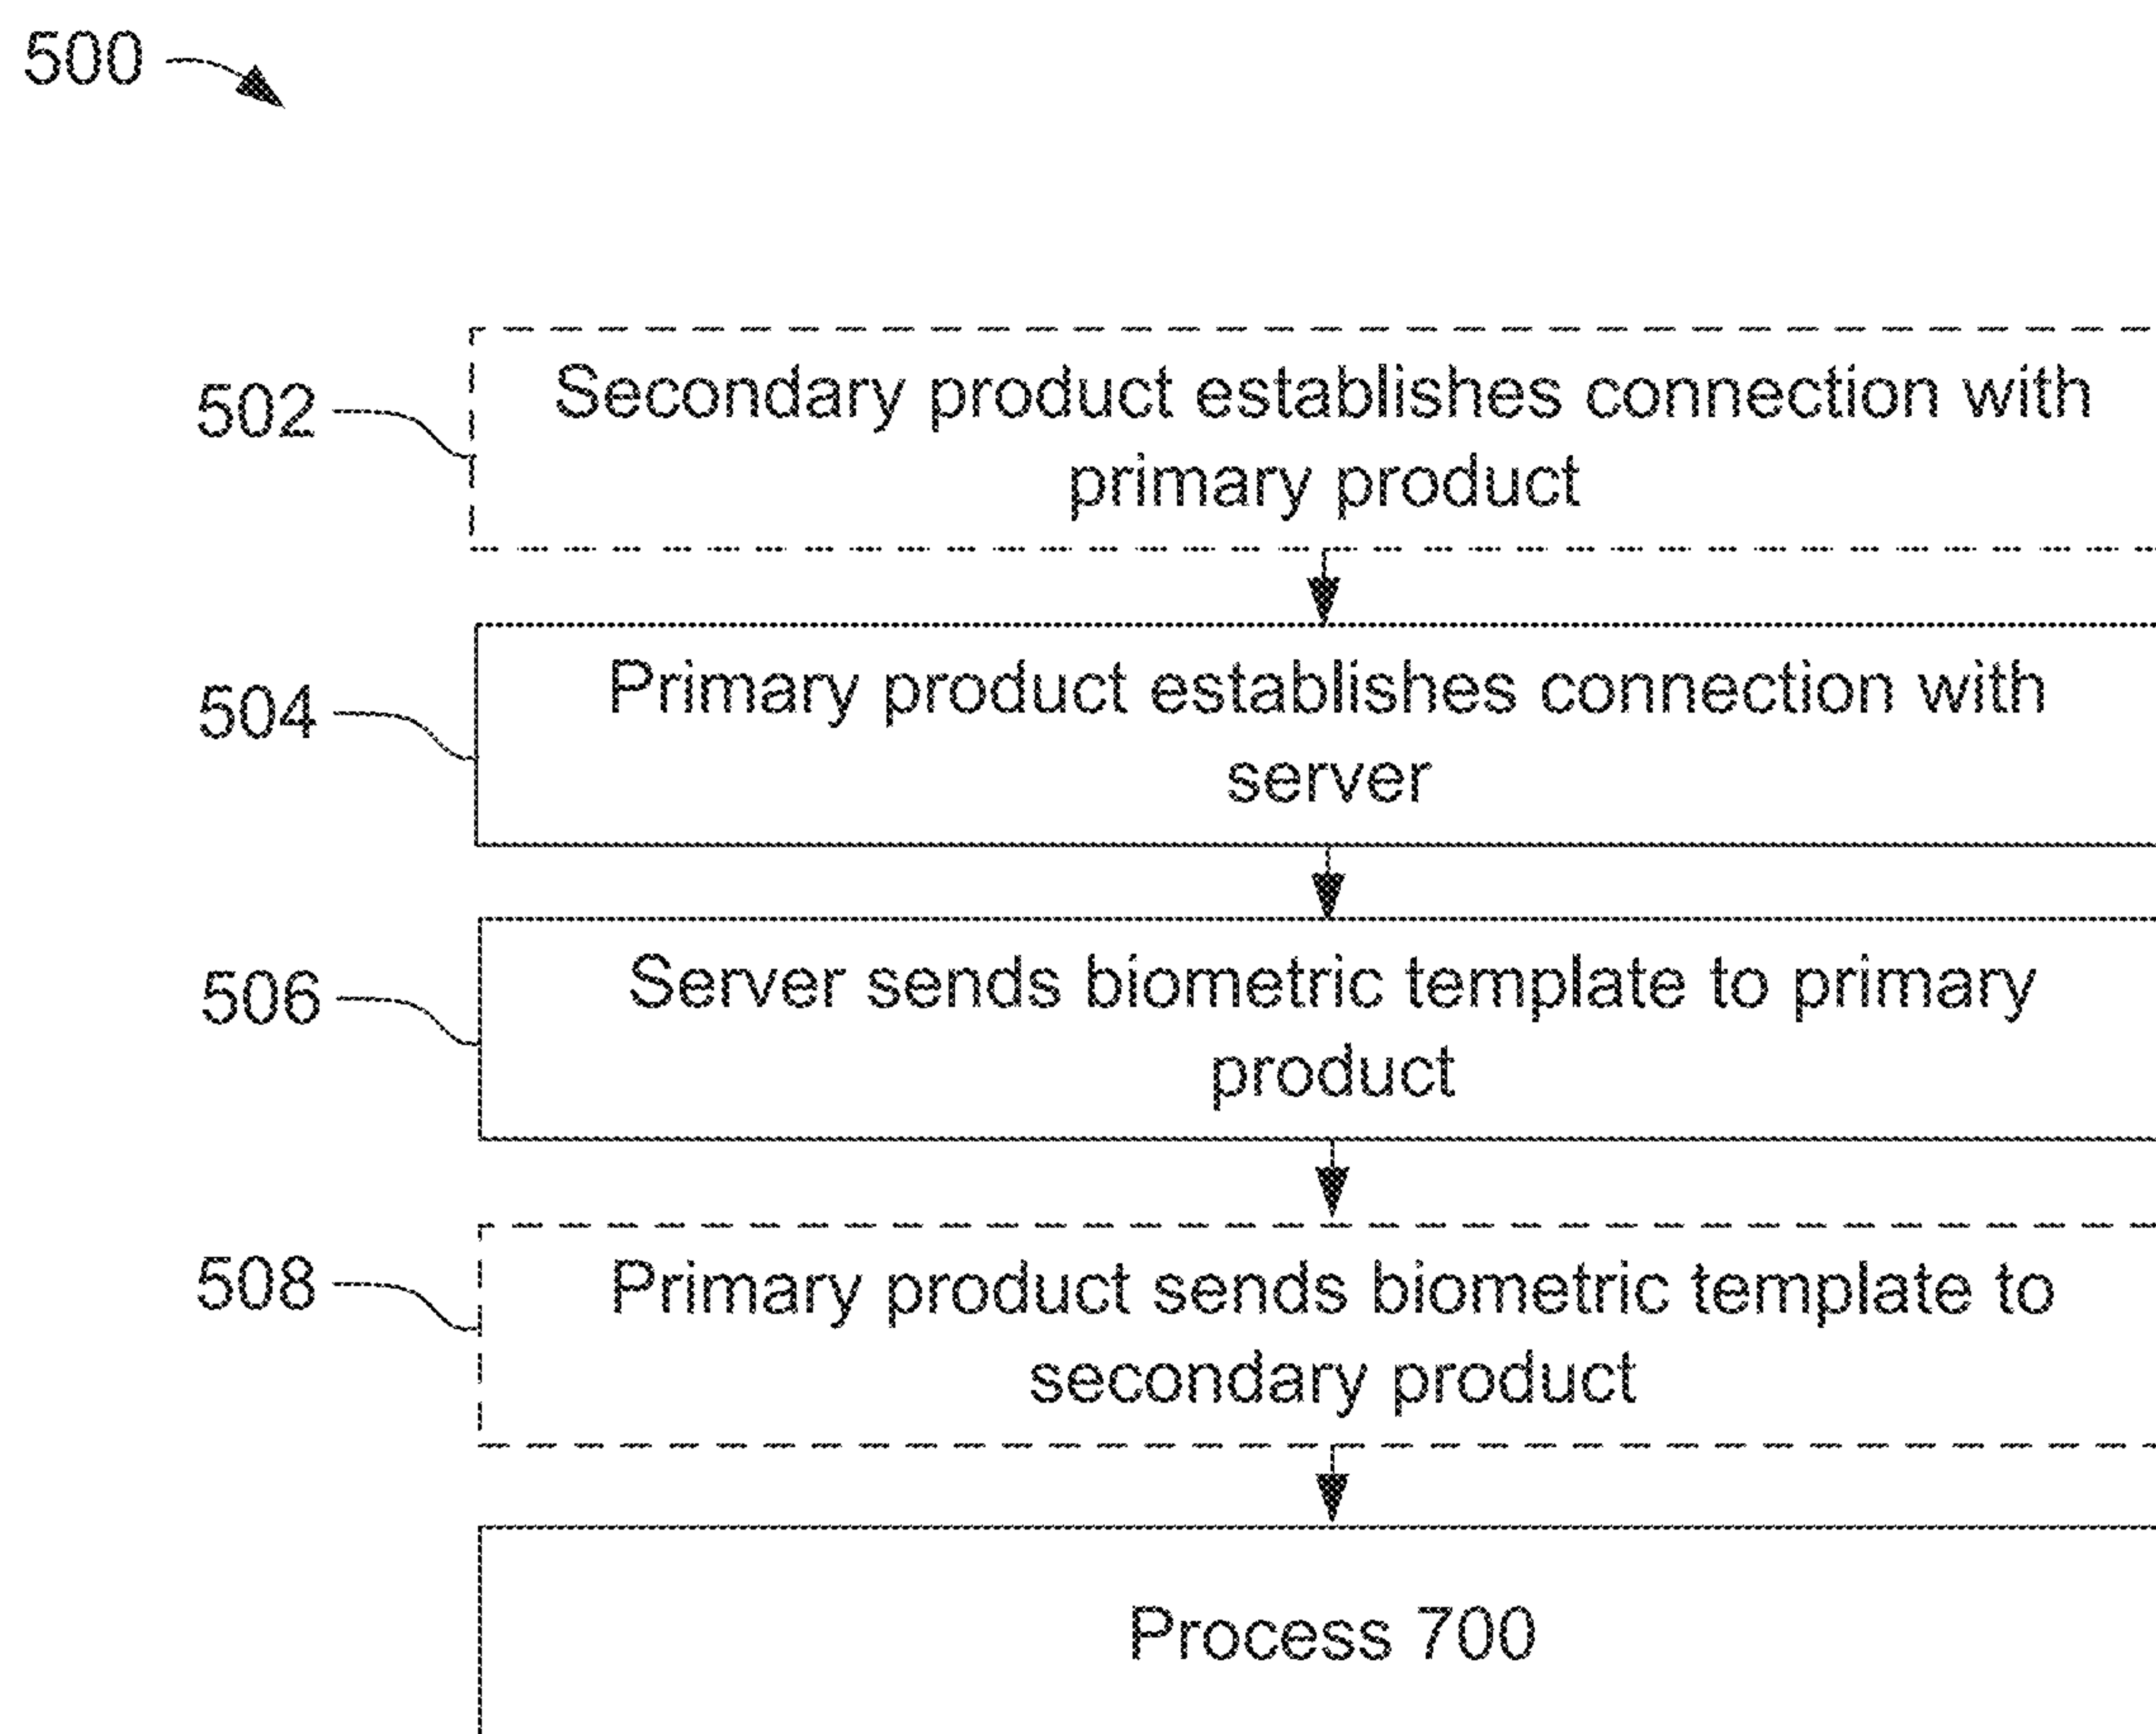 500
502
Secondary product establishes connection with
primary product
504
Primary product establishes connection with
server
506
Server sends biometric template to primary
product
508
Primary product sends biometric template to
secondary product
Process 700